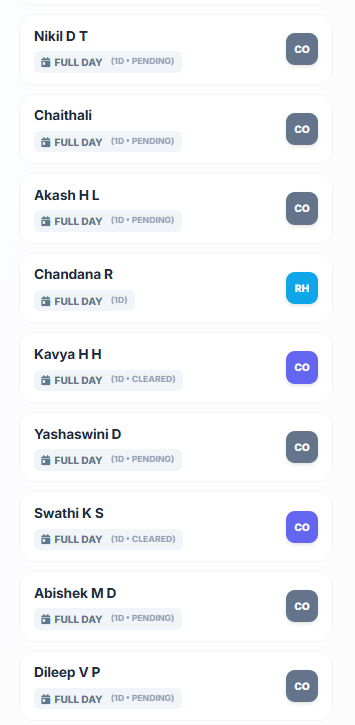 Nikil D T
FULL DAY (1D • PENDING)
CO
Chaithali
FULL DAY (1D • PENDING)
CO
Akash H L
FULL DAY (1D • PENDING)
CO
Chandana R
FULL DAY (1D)
RH
Kavya H H
FULL DAY (1D • CLEARED)
CO
Yashaswini D
FULL DAY (1D • PENDING)
CO
Swathi K S
FULL DAY (1D • CLEARED)
CO
Abishek M D
FULL DAY (1D • PENDING)
CO
Dileep V P
FULL DAY (1D • PENDING)
CO